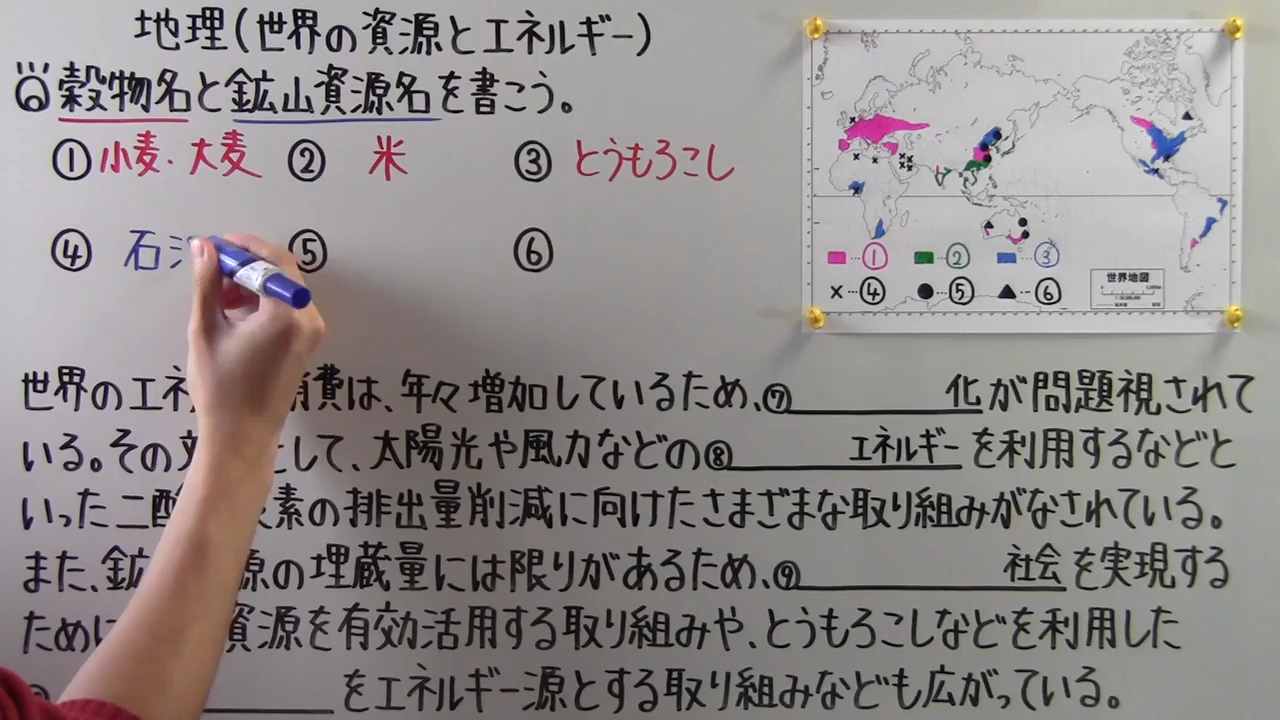 地理(世界の資源とエネルギー)
穀物名と鉱山資源名を書こう。
①小麦・大麦 ② 米 ③ とうもろこし
④ 石 ⑤ ⑥
世界のエネ 消費は、年々増加しているため、⑦ 化が問題視されて
いる。その として、太陽光や風力などの⑧ エネルギーを利用するなどと
いった二酸 素の排出量削減に向けたさまざまな取り組みがなされている。
また、鉱 源の埋蔵量には限りがあるため、⑨ 社会を実現する
ために 資源を有効活用する取り組みや、とうもろこしなどを利用した
をエネルギー源とする取り組みなども広がっている。
■…① ■…② ■…③
×…④ ●…⑤ ▲…⑥
世界地図